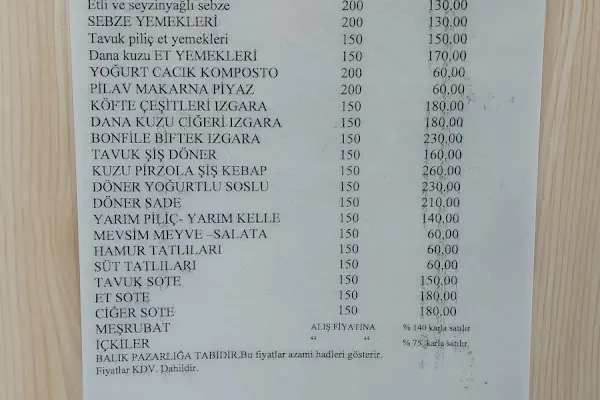 Etli ve seyzinyağlı sebze 200 130,00
SEBZE YEMEKLERİ 200 130,00
Tavuk piliç et yemekleri 150 150,00
Dana kuzu ET YEMEKLERİ 150 170,00
YOĞURT CACIK KOMPOSTO 200 60,00
PİLAV MAKARNA PİYAZ 200 60,00
KÖFTE ÇEŞİTLERİ IZGARA 150 180,00
DANA KUZU CİĞERİ IZGARA 150 180,00
BONFİLE BİFTEK IZGARA 150 230,00
TAVUK ŞİŞ DÖNER 150 160,00
KUZU PİRZOLA ŞİŞ KEBAP 150 260,00
DÖNER YOĞURTLU SOSLU 150 230,00
DÖNER SADE 150 210,00
YARIM PİLİÇ- YARIM KELLE 150 140,00
MEVSİM MEYVE –SALATA 150 60,00
HAMUR TATLILARI 150 60,00
SÜT TATLILARI 150 60,00
TAVUK SOTE 150 150,00
ET SOTE 150 180,00
CİĞER SOTE 150 180,00
MEŞRUBAT ALIŞ FİYATINA % 140 karla satılır
İÇKİLER “ “ % 75 karla satılır.
BALIK PAZARLIĞA TABİDİR.Bu fiyatlar azami hadleri gösterir.
Fiyatlar KDV. Dahildir.